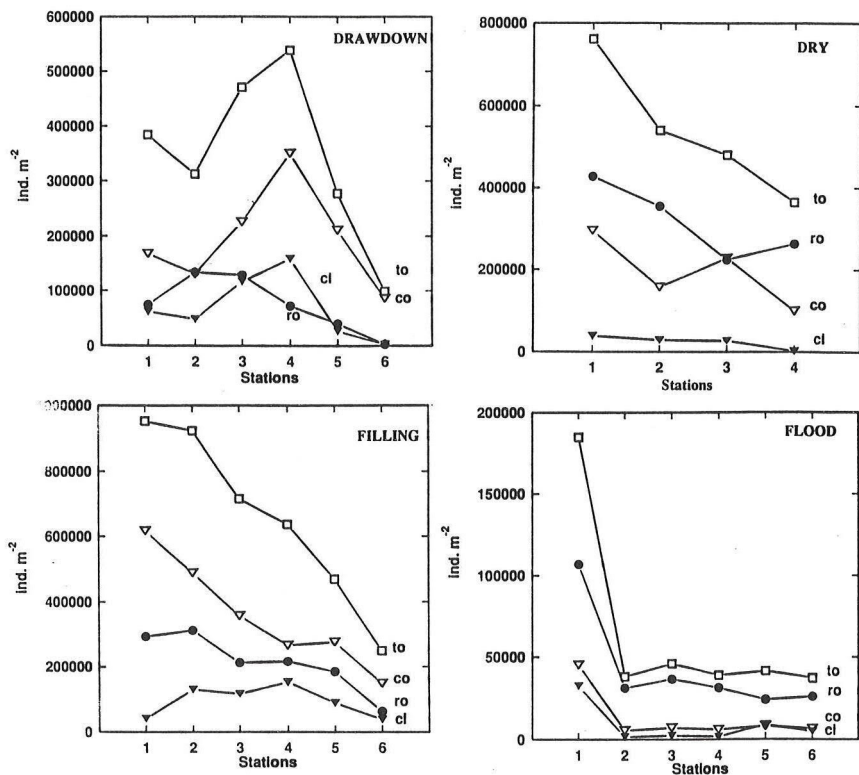 DRAWDOWN
600000
500000
400000
300000
200000
100000
0
ind. m-2
to
co
cl
ro
1 2 3 4 5 6
Stations
DRY
800000
600000
400000
200000
0
ind. m-2
to
ro
co
cl
1 2 3 4
Stations
FILLING
800000
600000
400000
200000
0
ind. m-2
to
co
ro
cl
1 2 3 4 5 6
Stations
FLOOD
200000
150000
100000
50000
0
ind. m-2
to
ro
co
cl
1 2 3 4 5 6
Stations